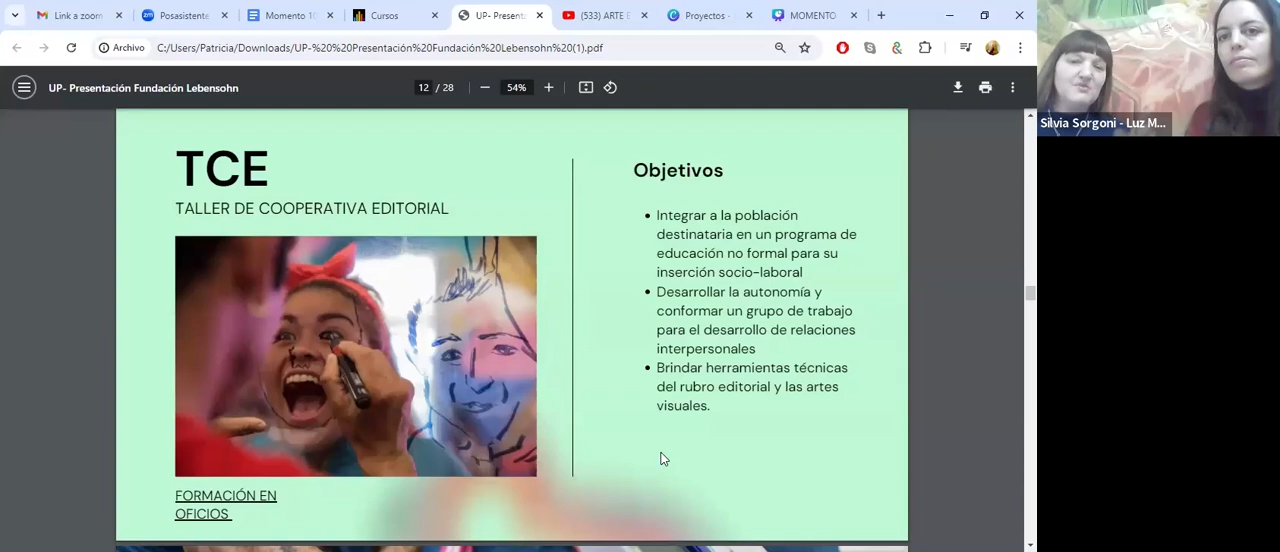 Link a zoom
Posasistente
Momento 10
Cursos
UP- Presenta
(533) ARTE E
Proyectos -
MOMENTO
Archivo
C:/Users/Patricia/Downloads/UP-%20%20Presentación%20Fundación%20Lebensohn%20(1).pdf
UP- Presentación Fundación Lebensohn
12 / 28
54%
TCE
TALLER DE COOPERATIVA EDITORIAL
FORMACIÓN EN
OFICIOS
Objetivos
• Integrar a la población
destinataria en un programa de
educación no formal para su
inserción socio-laboral
• Desarrollar la autonomía y
conformar un grupo de trabajo
para el desarrollo de relaciones
interpersonales
• Brindar herramientas técnicas
del rubro editorial y las artes
visuales.
Silvia Sorgoni - Luz M...